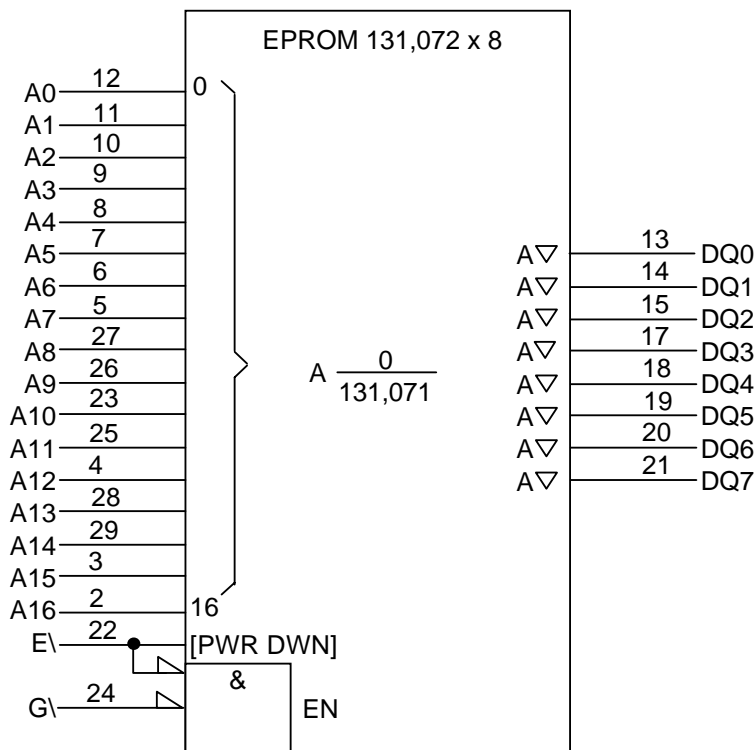 EPROM 131,072 x 8
A0 12 0
A1 11
A2 10
A3 9
A4 8
A5 7 A 13 DQ0
A6 6 A 14 DQ1
A7 5 A 15 DQ2
A8 27 A 17 DQ3
A9 26 A 0 A 18 DQ4
131,071
A10 23 A 19 DQ5
A11 25 A 20 DQ6
A12 4 A 21 DQ7
A13 28
A14 29
A15 3
A16 2 16
E\ 22 [PWR DWN]
&
G\ 24 EN